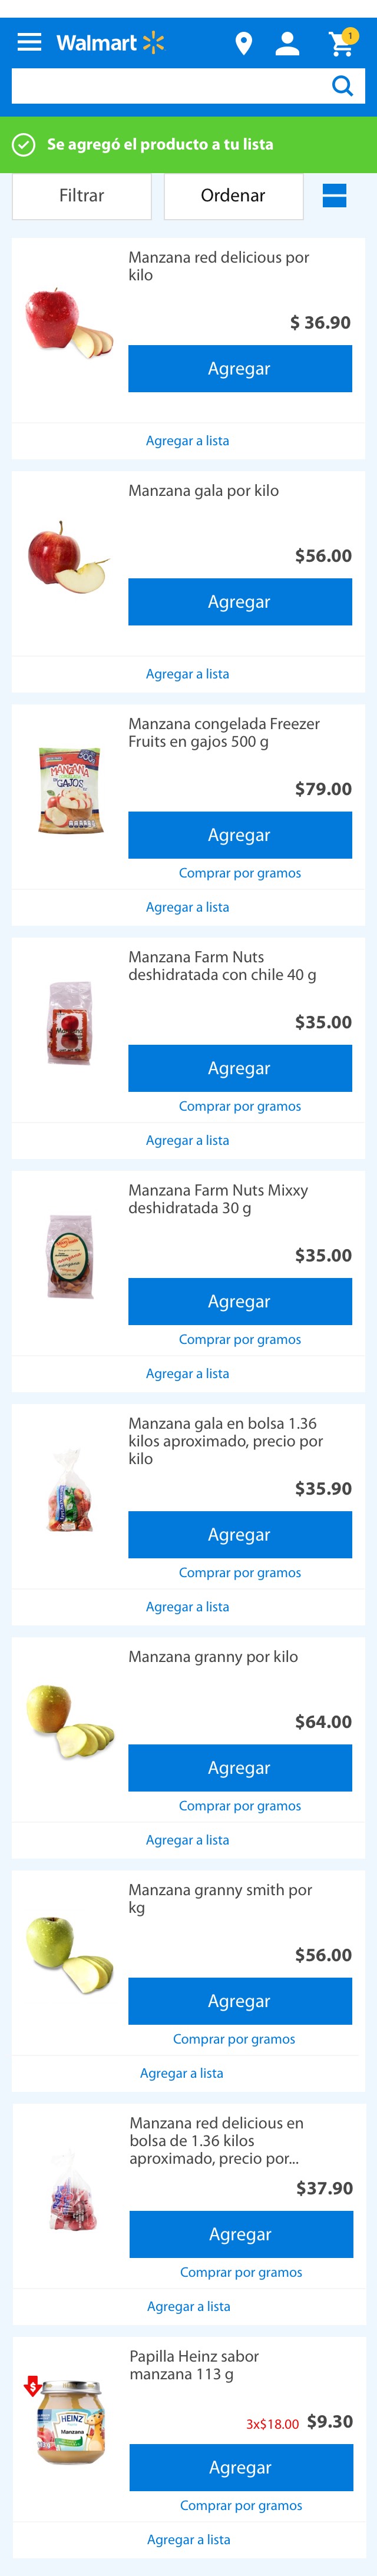 Walmart
1
Se agregó el producto a tu lista
Filtrar
Ordenar
Manzana red delicious por
kilo
$ 36.90
Agregar
Agregar a lista
Manzana gala por kilo
$56.00
Agregar
Agregar a lista
Manzana congelada Freezer
Fruits en gajos 500 g
MANZANA
EN GAJOS
$79.00
Agregar
Comprar por gramos
Agregar a lista
Manzana Farm Nuts
deshidratada con chile 40 g
$35.00
Agregar
Comprar por gramos
Agregar a lista
Manzana Farm Nuts Mixxy
deshidratada 30 g
$35.00
Agregar
Comprar por gramos
Agregar a lista
Manzana gala en bolsa 1.36
kilos aproximado, precio por
kilo
$35.90
Agregar
Comprar por gramos
Agregar a lista
Manzana granny por kilo
$64.00
Agregar
Comprar por gramos
Agregar a lista
Manzana granny smith por
kg
$56.00
Agregar
Comprar por gramos
Agregar a lista
Manzana red delicious en
bolsa de 1.36 kilos
aproximado, precio por...
$37.90
Agregar
Comprar por gramos
Agregar a lista
Papilla Heinz sabor
manzana 113 g
$
HEINZ
Manzana
3x$18.00 $9.30
Agregar
Comprar por gramos
Agregar a lista